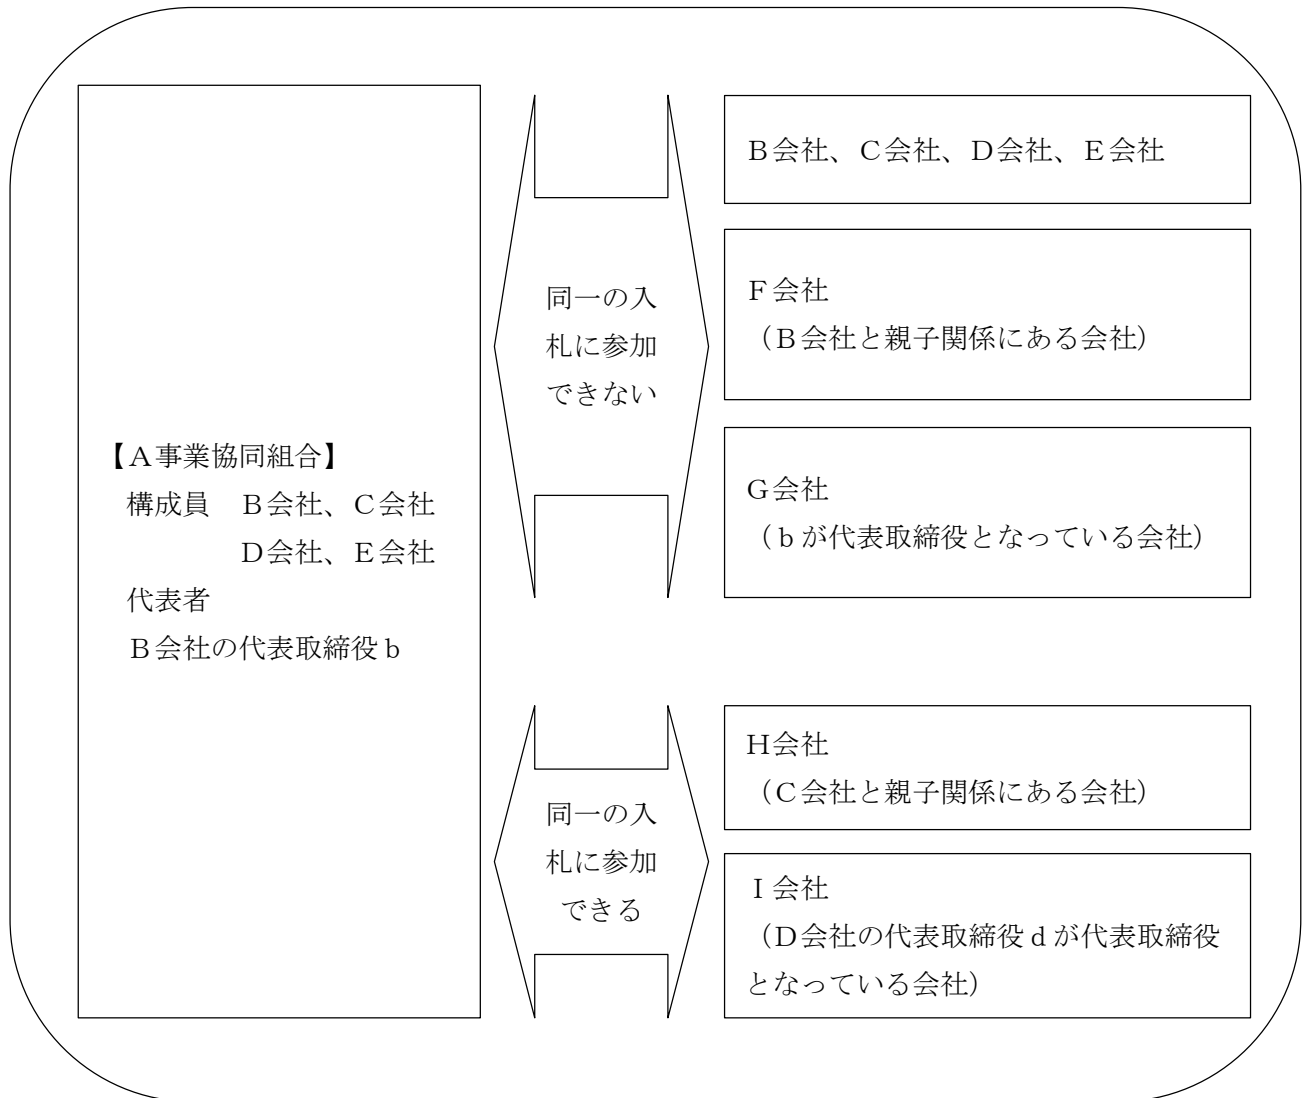 【Ａ事業協同組合】
構成員　Ｂ会社、Ｃ会社
Ｄ会社、Ｅ会社
代表者
Ｂ会社の代表取締役ｂ
同一の入
札に参加
できない
Ｂ会社、Ｃ会社、Ｄ会社、Ｅ会社
Ｆ会社
（Ｂ会社と親子関係にある会社）
Ｇ会社
（ｂが代表取締役となっている会社）
同一の入
札に参加
できる
Ｈ会社
（Ｃ会社と親子関係にある会社）
Ｉ会社
（Ｄ会社の代表取締役ｄが代表取締役
となっている会社）